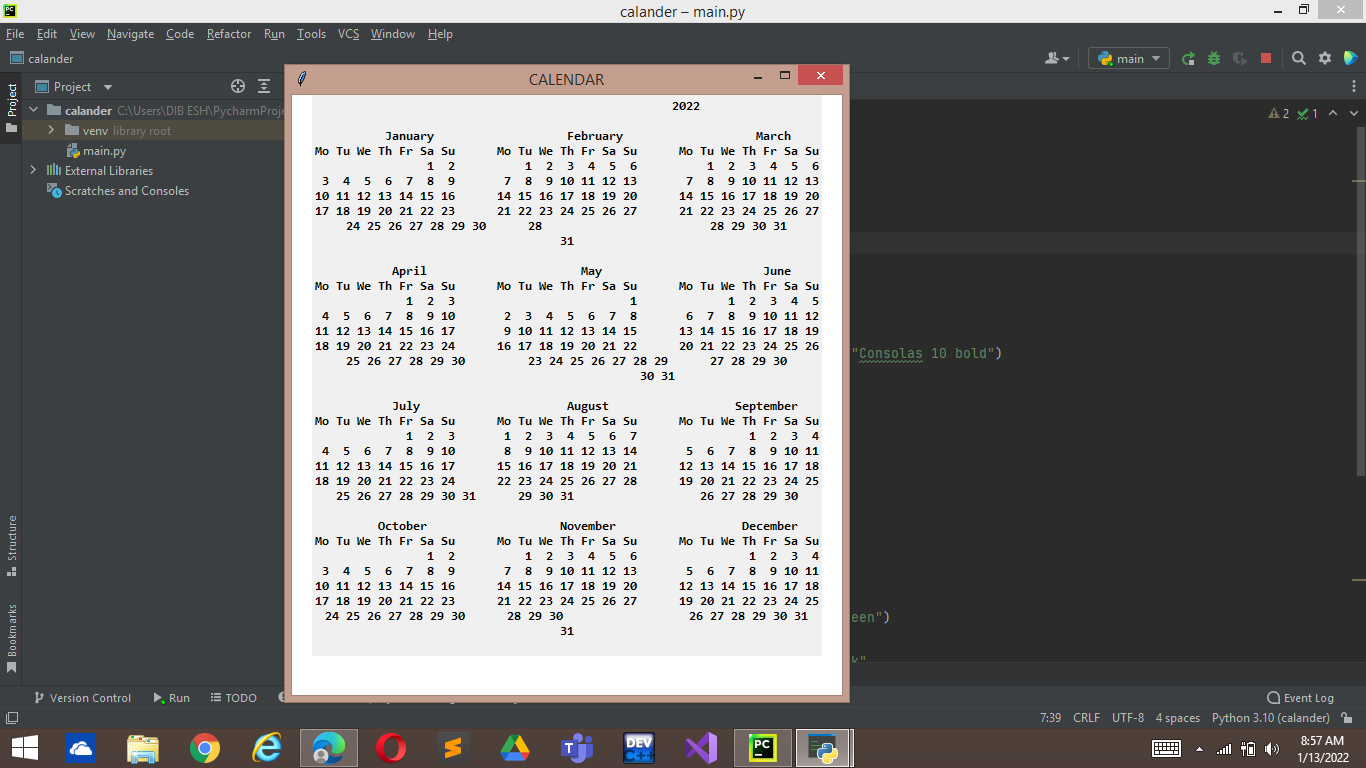 calander – main.py
File Edit View Navigate Code Refactor Run Tools VCS Window Help
calander
main
Project
Project
calander C:\Users\DIB ESH\PycharmProje
venv library root
main.py
External Libraries
Scratches and Consoles
2 1
CALENDAR
2022
January February March
Mo Tu We Th Fr Sa Su Mo Tu We Th Fr Sa Su Mo Tu We Th Fr Sa Su
1 2 1 2 3 4 5 6 1 2 3 4 5 6
3 4 5 6 7 8 9 7 8 9 10 11 12 13 7 8 9 10 11 12 13
10 11 12 13 14 15 16 14 15 16 17 18 19 20 14 15 16 17 18 19 20
17 18 19 20 21 22 23 21 22 23 24 25 26 27 21 22 23 24 25 26 27
24 25 26 27 28 29 30 28 28 29 30 31
31
April May June
Mo Tu We Th Fr Sa Su Mo Tu We Th Fr Sa Su Mo Tu We Th Fr Sa Su
1 2 3 1 1 2 3 4 5
4 5 6 7 8 9 10 2 3 4 5 6 7 8 6 7 8 9 10 11 12
11 12 13 14 15 16 17 9 10 11 12 13 14 15 13 14 15 16 17 18 19
18 19 20 21 22 23 24 16 17 18 19 20 21 22 20 21 22 23 24 25 26
25 26 27 28 29 30 23 24 25 26 27 28 29 27 28 29 30
30 31
July August September
Mo Tu We Th Fr Sa Su Mo Tu We Th Fr Sa Su Mo Tu We Th Fr Sa Su
1 2 3 1 2 3 4 5 6 7 1 2 3 4
4 5 6 7 8 9 10 8 9 10 11 12 13 14 5 6 7 8 9 10 11
11 12 13 14 15 16 17 15 16 17 18 19 20 21 12 13 14 15 16 17 18
18 19 20 21 22 23 24 22 23 24 25 26 27 28 19 20 21 22 23 24 25
25 26 27 28 29 30 31 29 30 31 26 27 28 29 30
October November December
Mo Tu We Th Fr Sa Su Mo Tu We Th Fr Sa Su Mo Tu We Th Fr Sa Su
1 2 1 2 3 4 5 6 1 2 3 4
3 4 5 6 7 8 9 7 8 9 10 11 12 13 5 6 7 8 9 10 11
10 11 12 13 14 15 16 14 15 16 17 18 19 20 12 13 14 15 16 17 18
17 18 19 20 21 22 23 21 22 23 24 25 26 27 19 20 21 22 23 24 25
24 25 26 27 28 29 30 28 29 30 26 27 28 29 30 31
31
"Consolas 10 bold")
een")
Structure
Bookmarks
Version Control Run TODO Event Log
7:39 CRLF UTF-8 4 spaces Python 3.10 (calander)
PC
DEV
C++
PC
8:57 AM
1/13/2022